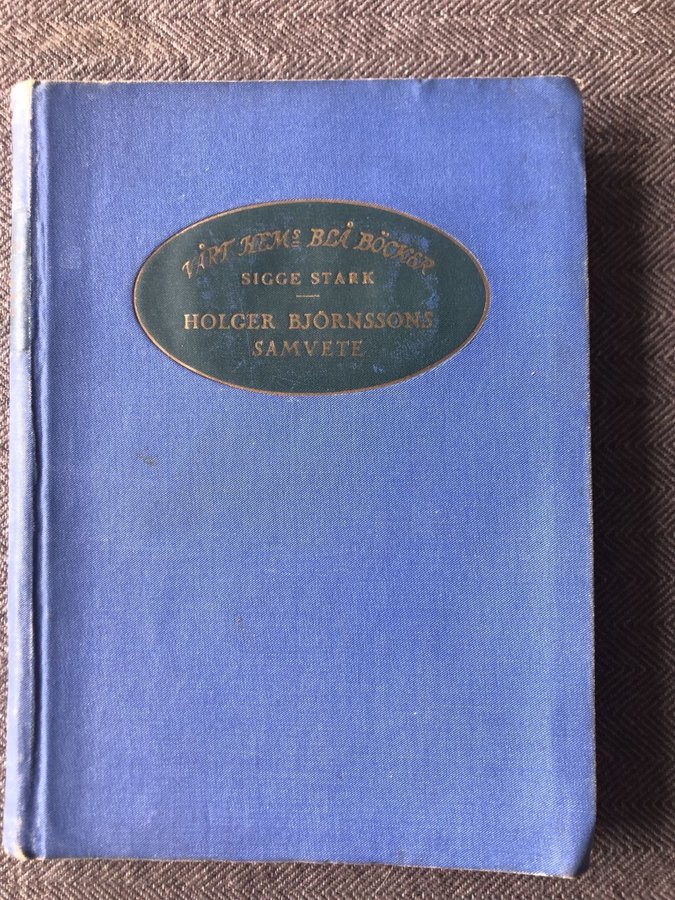 VÅRT HEMS BLÅ BÖCKER
SIGGE STARK
HOLGER BJÖRNSSONS
SAMVETE